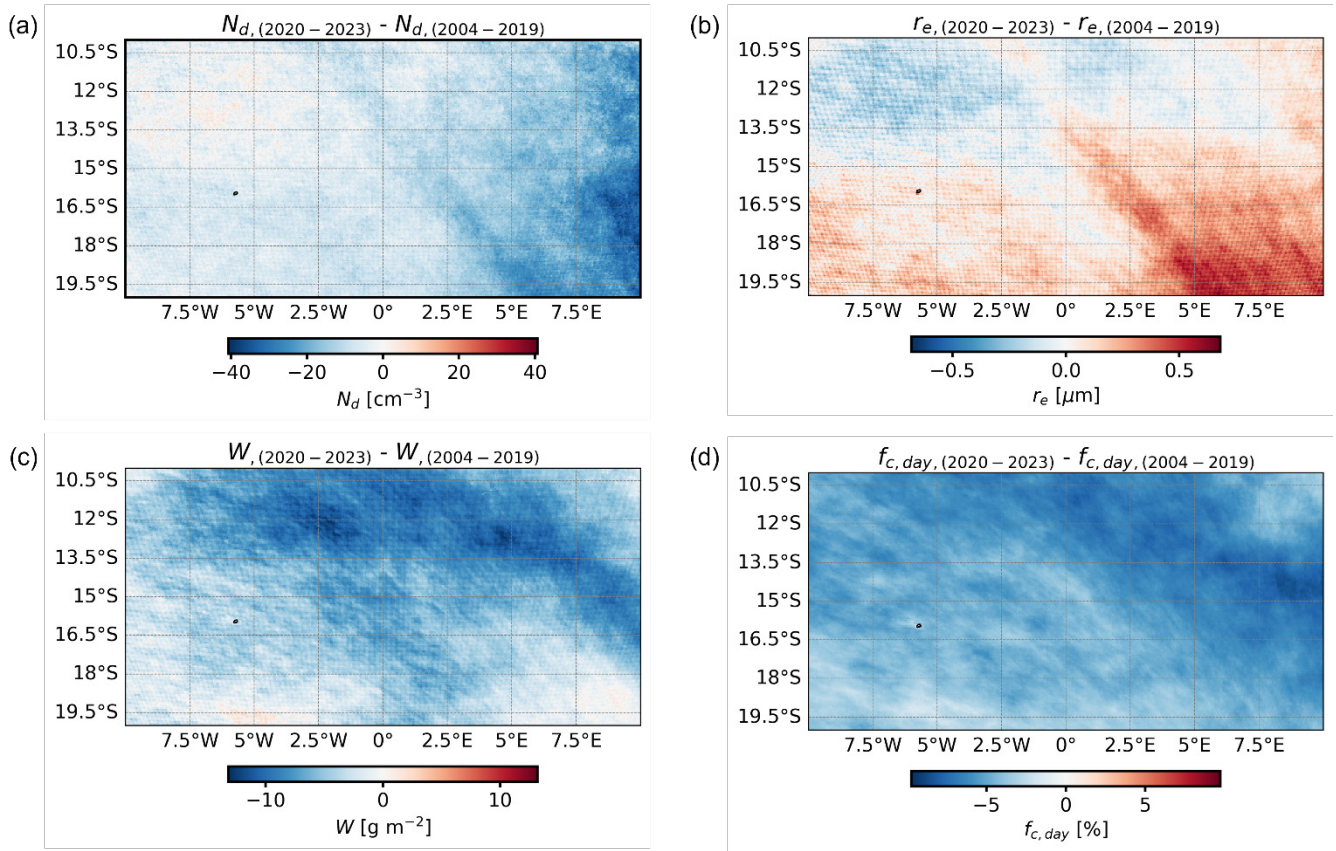 (a)
N_d,(2020−2023) - N_d,(2004−2019)
10.5°S
12°S
13.5°S
15°S
16.5°S
18°S
19.5°S
7.5°W 5°W 2.5°W 0° 2.5°E 5°E 7.5°E
−40 −20 0 20 40
N_d [cm⁻³]
(b)
r_e,(2020−2023) - r_e,(2004−2019)
10.5°S
12°S
13.5°S
15°S
16.5°S
18°S
19.5°S
7.5°W 5°W 2.5°W 0° 2.5°E 5°E 7.5°E
−0.5 0.0 0.5
r_e [μm]
(c)
W,(2020−2023) - W,(2004−2019)
10.5°S
12°S
13.5°S
15°S
16.5°S
18°S
19.5°S
7.5°W 5°W 2.5°W 0° 2.5°E 5°E 7.5°E
−10 0 10
W [g m⁻²]
(d)
f_c,day,(2020−2023) - f_c,day,(2004−2019)
10.5°S
12°S
13.5°S
15°S
16.5°S
18°S
19.5°S
7.5°W 5°W 2.5°W 0° 2.5°E 5°E 7.5°E
−5 0 5
f_c,day [%]